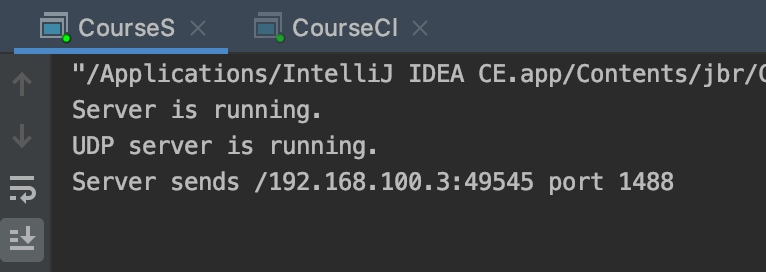 CourseS
CourseCl
"/Applications/IntelliJ IDEA CE.app/Contents/jbr/
Server is running.
UDP server is running.
Server sends /192.168.100.3:49545 port 1488